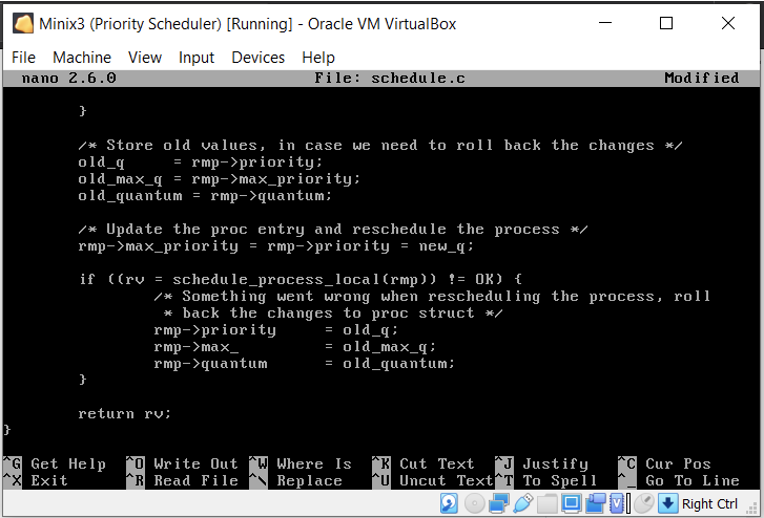 Minix3 (Priority Scheduler) [Running] - Oracle VM VirtualBox
File Machine View Input Devices Help
nano 2.6.0 File: schedule.c Modified
}
/* Store old values, in case we need to roll back the changes */
old_q = rmp->priority;
old_max_q = rmp->max_priority;
old_quantum = rmp->quantum;
/* Update the proc entry and reschedule the process */
rmp->max_priority = rmp->priority = new_q;
if ((rv = schedule_process_local(rmp)) != OK) {
/* Something went wrong when rescheduling the process, roll
* back the changes to proc struct */
rmp->priority = old_q;
rmp->max_ = old_max_q;
rmp->quantum = old_quantum;
}
return rv;
}
^G Get Help ^O Write Out ^W Where Is ^K Cut Text ^J Justify ^C Cur Pos
^X Exit ^R Read File ^\ Replace ^U Uncut Text ^T To Spell ^_ Go To Line
Right Ctrl